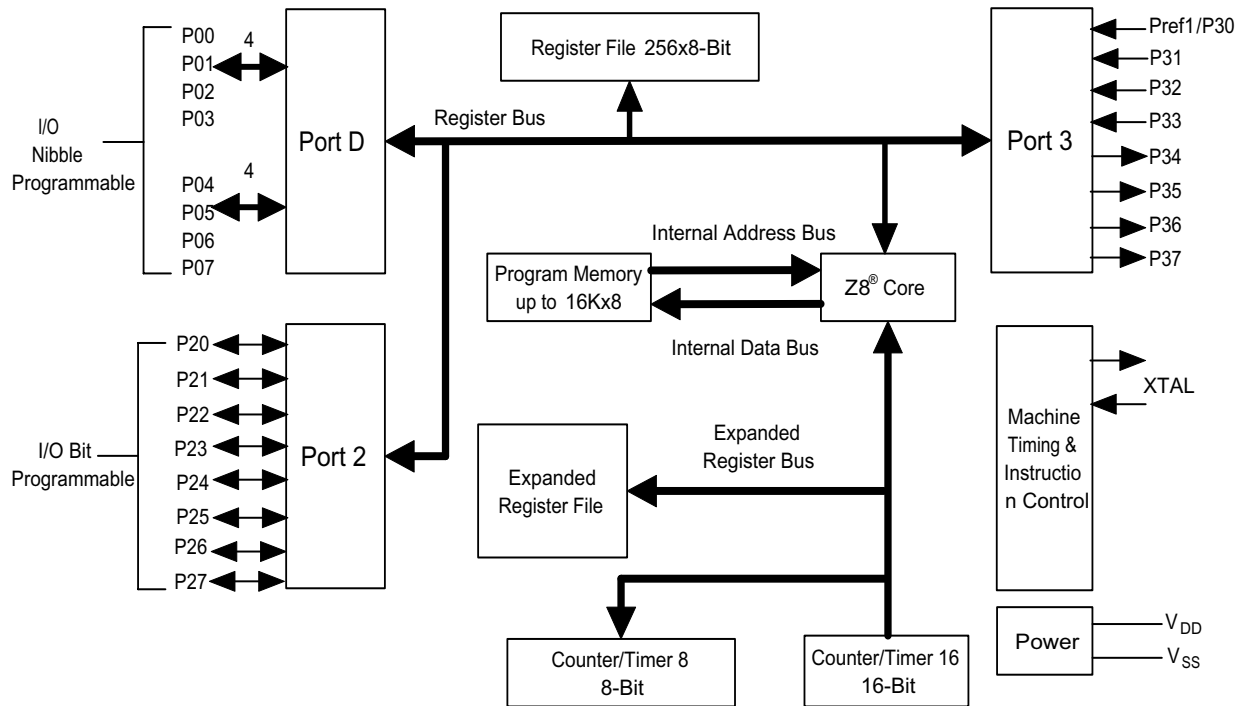 P00
P01
P02
P03
4
I/O
Nibble
Programmable
P04
P05
P06
P07
4
Port D
Register File 256x8-Bit
Register Bus
Pref1/P30
P31
P32
P33
P34
P35
P36
P37
Port 3
Internal Address Bus
Program Memory
up to 16Kx8
Z8® Core
Internal Data Bus
I/O Bit
Programmable
P20
P21
P22
P23
P24
P25
P26
P27
Port 2
Expanded
Register Bus
Expanded
Register File
Machine
Timing &
Instructio
n Control
XTAL
Counter/Timer 8
8-Bit
Counter/Timer 16
16-Bit
Power
VDD
VSS